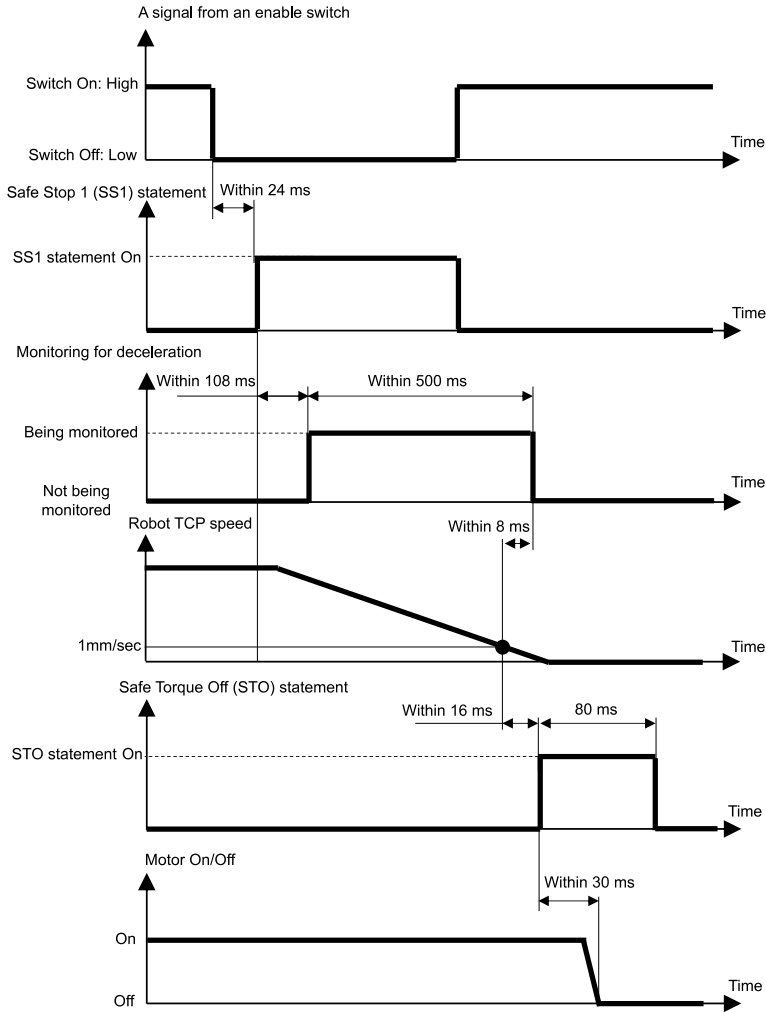 A signal from an enable switch
Switch On: High
Time
Switch Off: Low
Safe Stop 1 (SS1) statement
Within 24 ms
SS1 statement On
Time
Monitoring for deceleration
Within 108 ms
Within 500 ms
Being monitored
Time
Not being
monitored
Robot TCP speed
Within 8 ms
1mm/sec
Time
Safe Torque Off (STO) statement
Within 16 ms
80 ms
STO statement On
Time
Motor On/Off
Within 30 ms
On
Time
Off